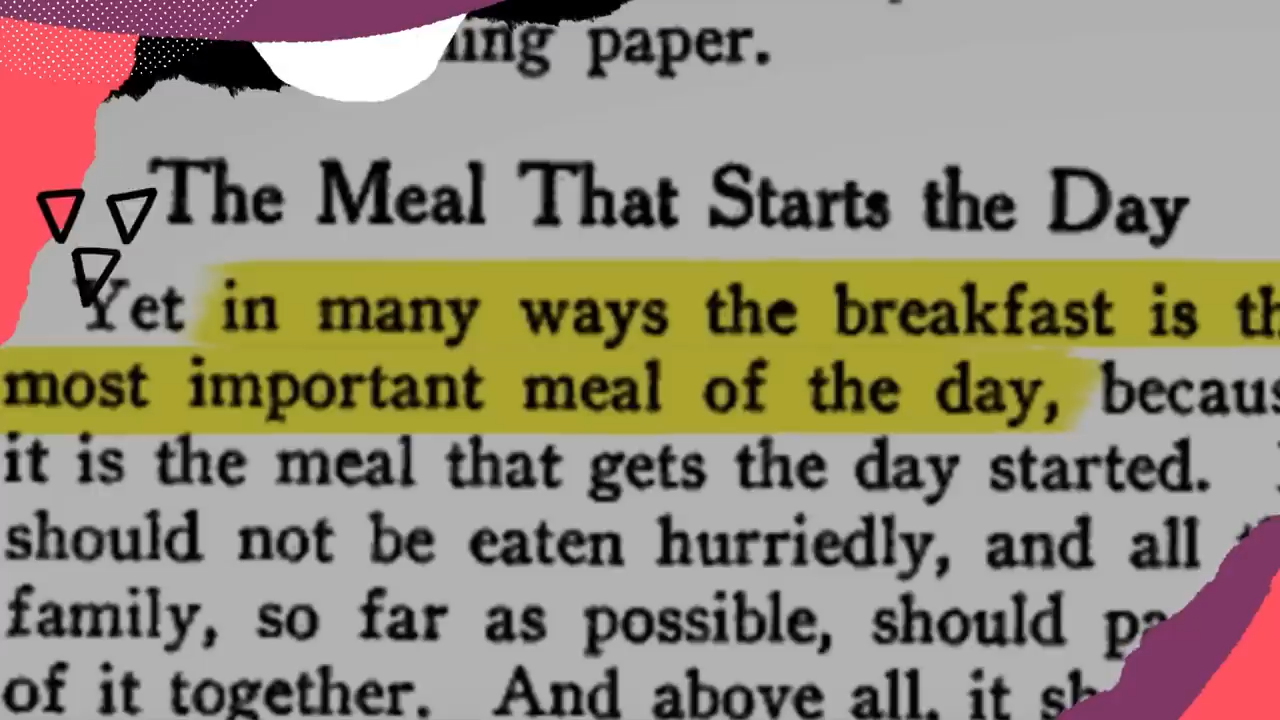 paper.
The Meal That Starts the Day
Yet in many ways the breakfast is
most important meal of the day,
it is the meal that gets the day started.
should not be eaten hurriedly, and all
family, so far as possible, should
of it together. And above all, it